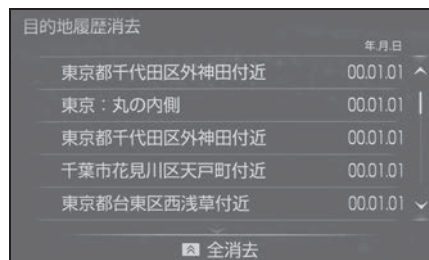 目的地履歴消去
年.月.日
東京都千代田区外神田付近 00.01.01
東京：丸の内側 00.01.01
東京都千代田区外神田付近 00.01.01
千葉市花見川区天戸町付近 00.01.01
東京都台東区西浅草付近 00.01.01
全消去